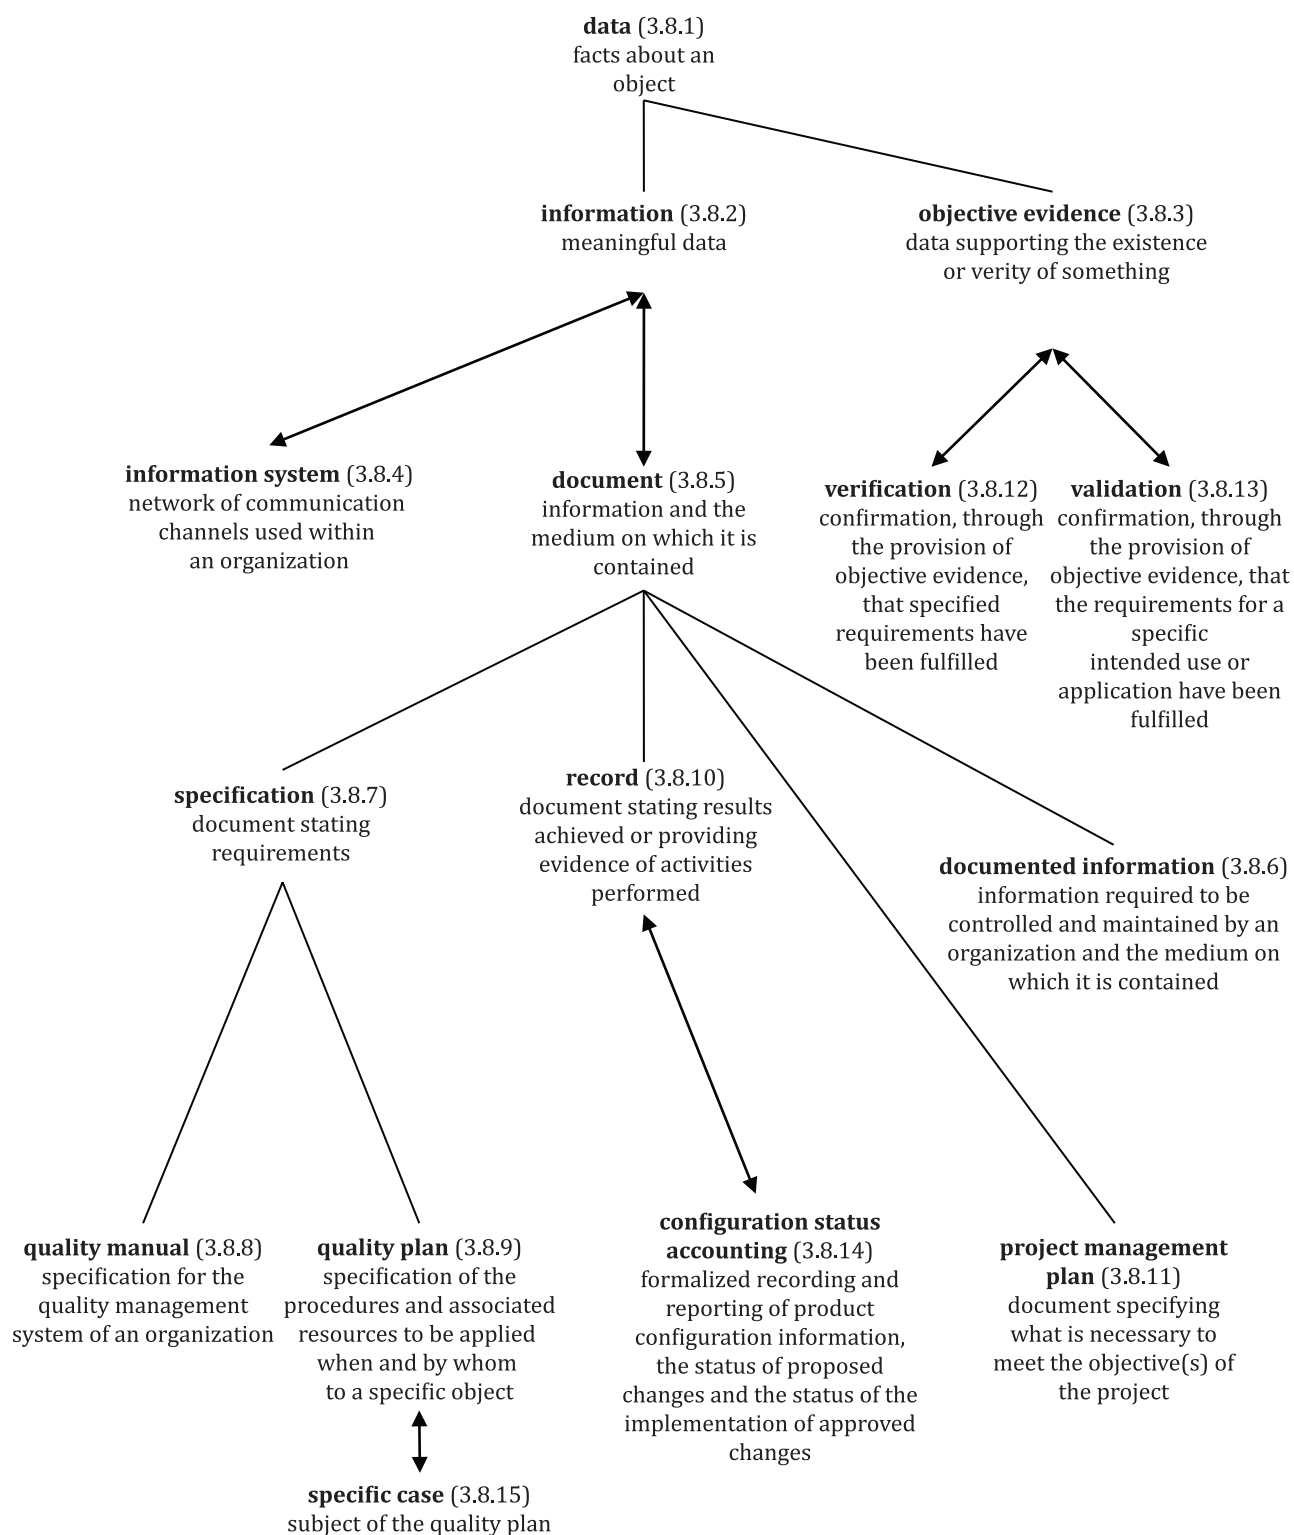 data (3.8.1)
facts about an
object
information (3.8.2)
meaningful data
objective evidence (3.8.3)
data supporting the existence
or verity of something
information system (3.8.4)
network of communication
channels used within
an organization
document (3.8.5)
information and the
medium on which it is
contained
verification (3.8.12)
confirmation, through
the provision of
objective evidence,
that specified
requirements have
been fulfilled
validation (3.8.13)
confirmation, through
the provision of
objective evidence, that
the requirements for a
specific
intended use or
application have been
fulfilled
specification (3.8.7)
document stating
requirements
record (3.8.10)
document stating results
achieved or providing
evidence of activities
performed
documented information (3.8.6)
information required to be
controlled and maintained by an
organization and the medium on
which it is contained
quality manual (3.8.8)
specification for the
quality management
system of an organization
quality plan (3.8.9)
specification of the
procedures and associated
resources to be applied
when and by whom
to a specific object
configuration status
accounting (3.8.14)
formalized recording and
reporting of product
configuration information,
the status of proposed
changes and the status of the
implementation of approved
changes
project management
plan (3.8.11)
document specifying
what is necessary to
meet the objective(s) of
the project
specific case (3.8.15)
subject of the quality plan